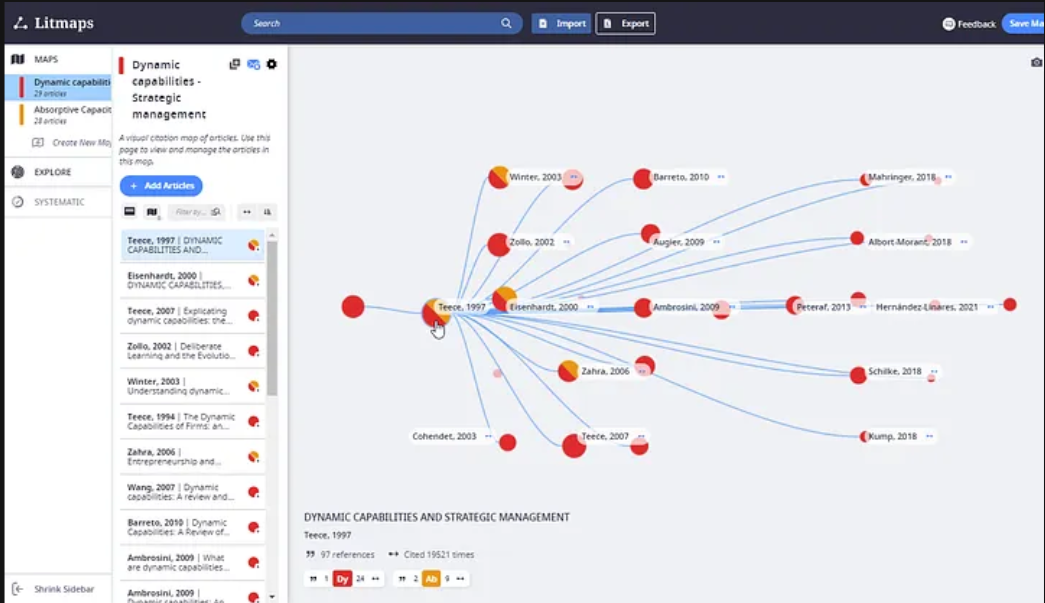 Litmaps
Search
Import
Export
Feedback
Save Ma
MAPS
Dynamic capabiliti
29 articles
Absorptive Capacit
28 articles
Create New Ma
EXPLORE
SYSTEMATIC
Shrink Sidebar
Dynamic
capabilities -
Strategic
management
A visual citation map of articles. Use this
page to view and manage the articles in
this map.
+ Add Articles
Filter by...
Teece, 1997 | DYNAMIC
CAPABILITIES AND...
Eisenhardt, 2000 |
DYNAMIC CAPABILITIES,...
Teece, 2007 | Explicating
dynamic capabilities: the...
Zollo, 2002 | Deliberate
Learning and the Evolutio...
Winter, 2003 |
Understanding dynamic...
Teece, 1994 | The Dynamic
Capabilities of Firms: an...
Zahra, 2006 |
Entrepreneurship and...
Wang, 2007 | Dynamic
capabilities: A review and...
Barreto, 2010 | Dynamic
Capabilities: A Review of...
Ambrosini, 2009 | What
are dynamic capabilities...
Ambrosini, 2009 |
Dynamic capabilities: An
Winter, 2003
Barreto, 2010
Mahringer, 2018
Zollo, 2002
Augier, 2009
Albort-Morant, 2018
Teece, 1997
Eisenhardt, 2000
Ambrosini, 2009
Peteraf, 2013
Hernández-Linares, 2021
Zahra, 2006
Schilke, 2018
Cohendet, 2003
Teece, 2007
Kump, 2018
DYNAMIC CAPABILITIES AND STRATEGIC MANAGEMENT
Teece, 1997
97 references
Cited 19521 times
1 Dy 24
2 Ab 9